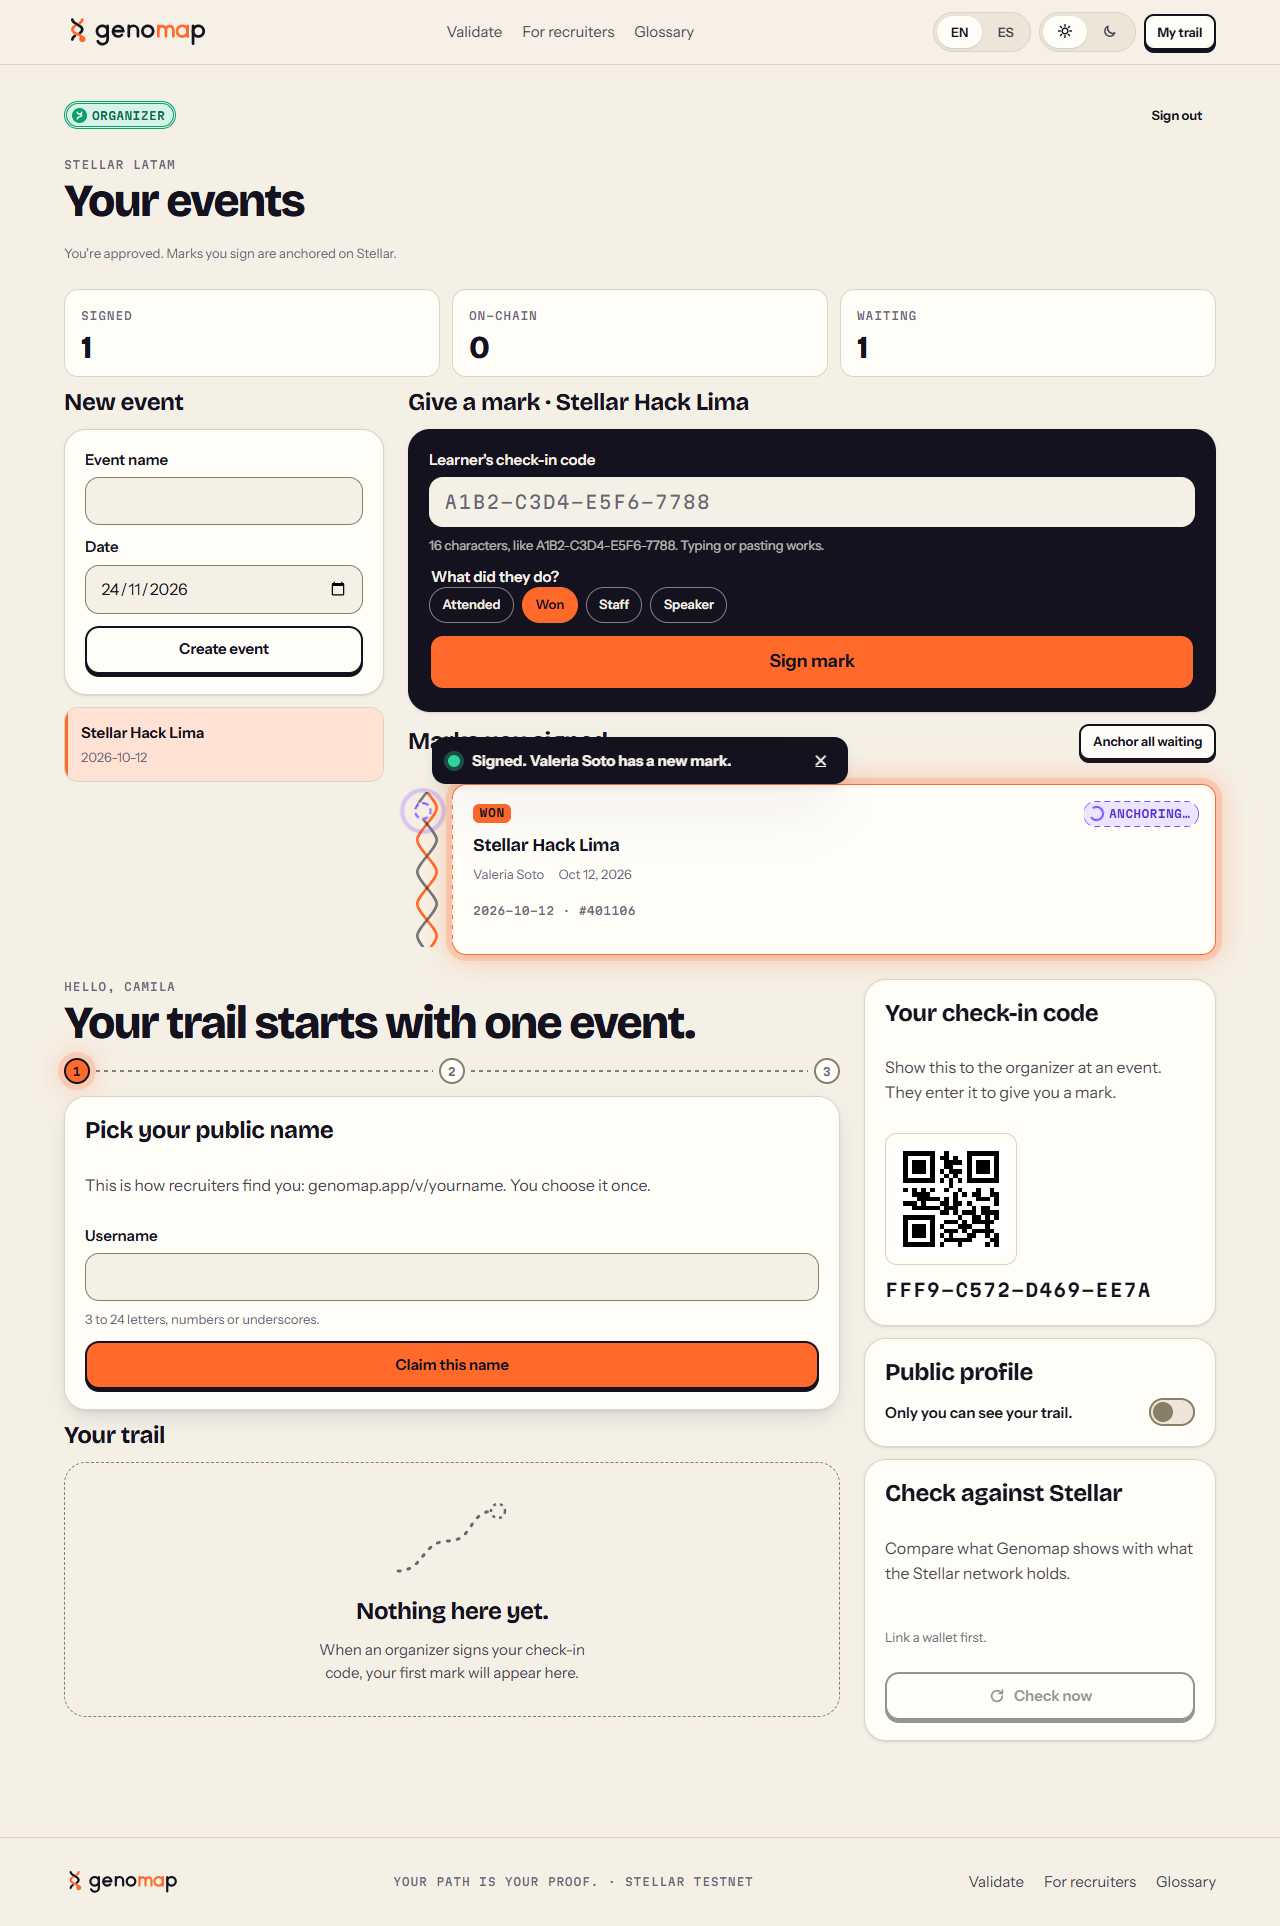 genomap
Validate
For recruiters
Glossary
EN
ES
My trail
ORGANIZER
Sign out
STELLAR LATAM
Your events
You're approved. Marks you sign are anchored on Stellar.
SIGNED
1
ON-CHAIN
0
WAITING
1
New event
Event name
Date
24/11/2026
Create event
Stellar Hack Lima
2026-10-12
Give a mark · Stellar Hack Lima
Learner's check-in code
A1B2-C3D4-E5F6-7788
16 characters, like A1B2-C3D4-E5F6-7788. Typing or pasting works.
What did they do?
Attended
Won
Staff
Speaker
Sign mark
Marks you signed
Anchor all waiting
Signed. Valeria Soto has a new mark.
WON
ANCHORING…
Stellar Hack Lima
Valeria Soto
Oct 12, 2026
2026-10-12 · #401106
HELLO, CAMILA
Your trail starts with one event.
1
2
3
Pick your public name
This is how recruiters find you: genomap.app/v/yourname. You choose it once.
Username
3 to 24 letters, numbers or underscores.
Claim this name
Your trail
Nothing here yet.
When an organizer signs your check-in
code, your first mark will appear here.
Your check-in code
Show this to the organizer at an event.
They enter it to give you a mark.
FFF9-C572-D469-EE7A
Public profile
Only you can see your trail.
Check against Stellar
Compare what Genomap shows with what
the Stellar network holds.
Link a wallet first.
Check now
genomap
YOUR PATH IS YOUR PROOF. · STELLAR TESTNET
Validate
For recruiters
Glossary